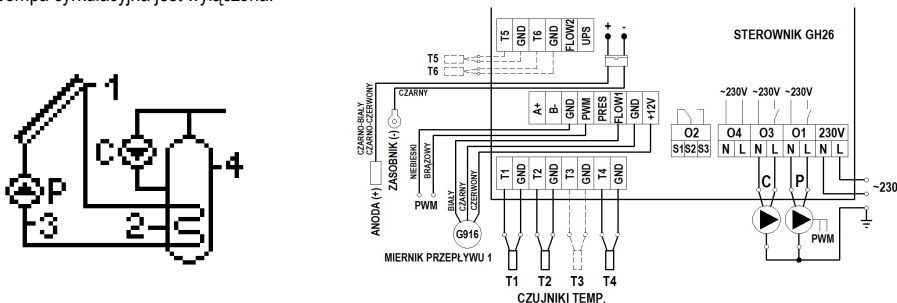 pompa cyrkulacyjna jest wyłączona.
1
C
P
4
3
2
STEROWNIK GH26
T5 GND T6 GND FLOW2 UPS
+ -
T5
T6
CZARNY
CZARNO-BIAŁY
CZARNO-CZERWONY
ANODA (+)
ZASOBNIK (-)
A+ B- GND PWM PRES FLOW1 GND +12V
NIEBIESKI
BRĄZOWY
PWM
BIAŁY
CZARNY
CZERWONY
G916
MIERNIK PRZEPŁYWU 1
T1 GND T2 GND T3 GND T4 GND
T1 T2 T3 T4
CZUJNIKI TEMP.
~230V ~230V ~230V
O2 O4 O3 O1 230V
S1 S2 S3 N L N L N L N L
C P
~230
PWM